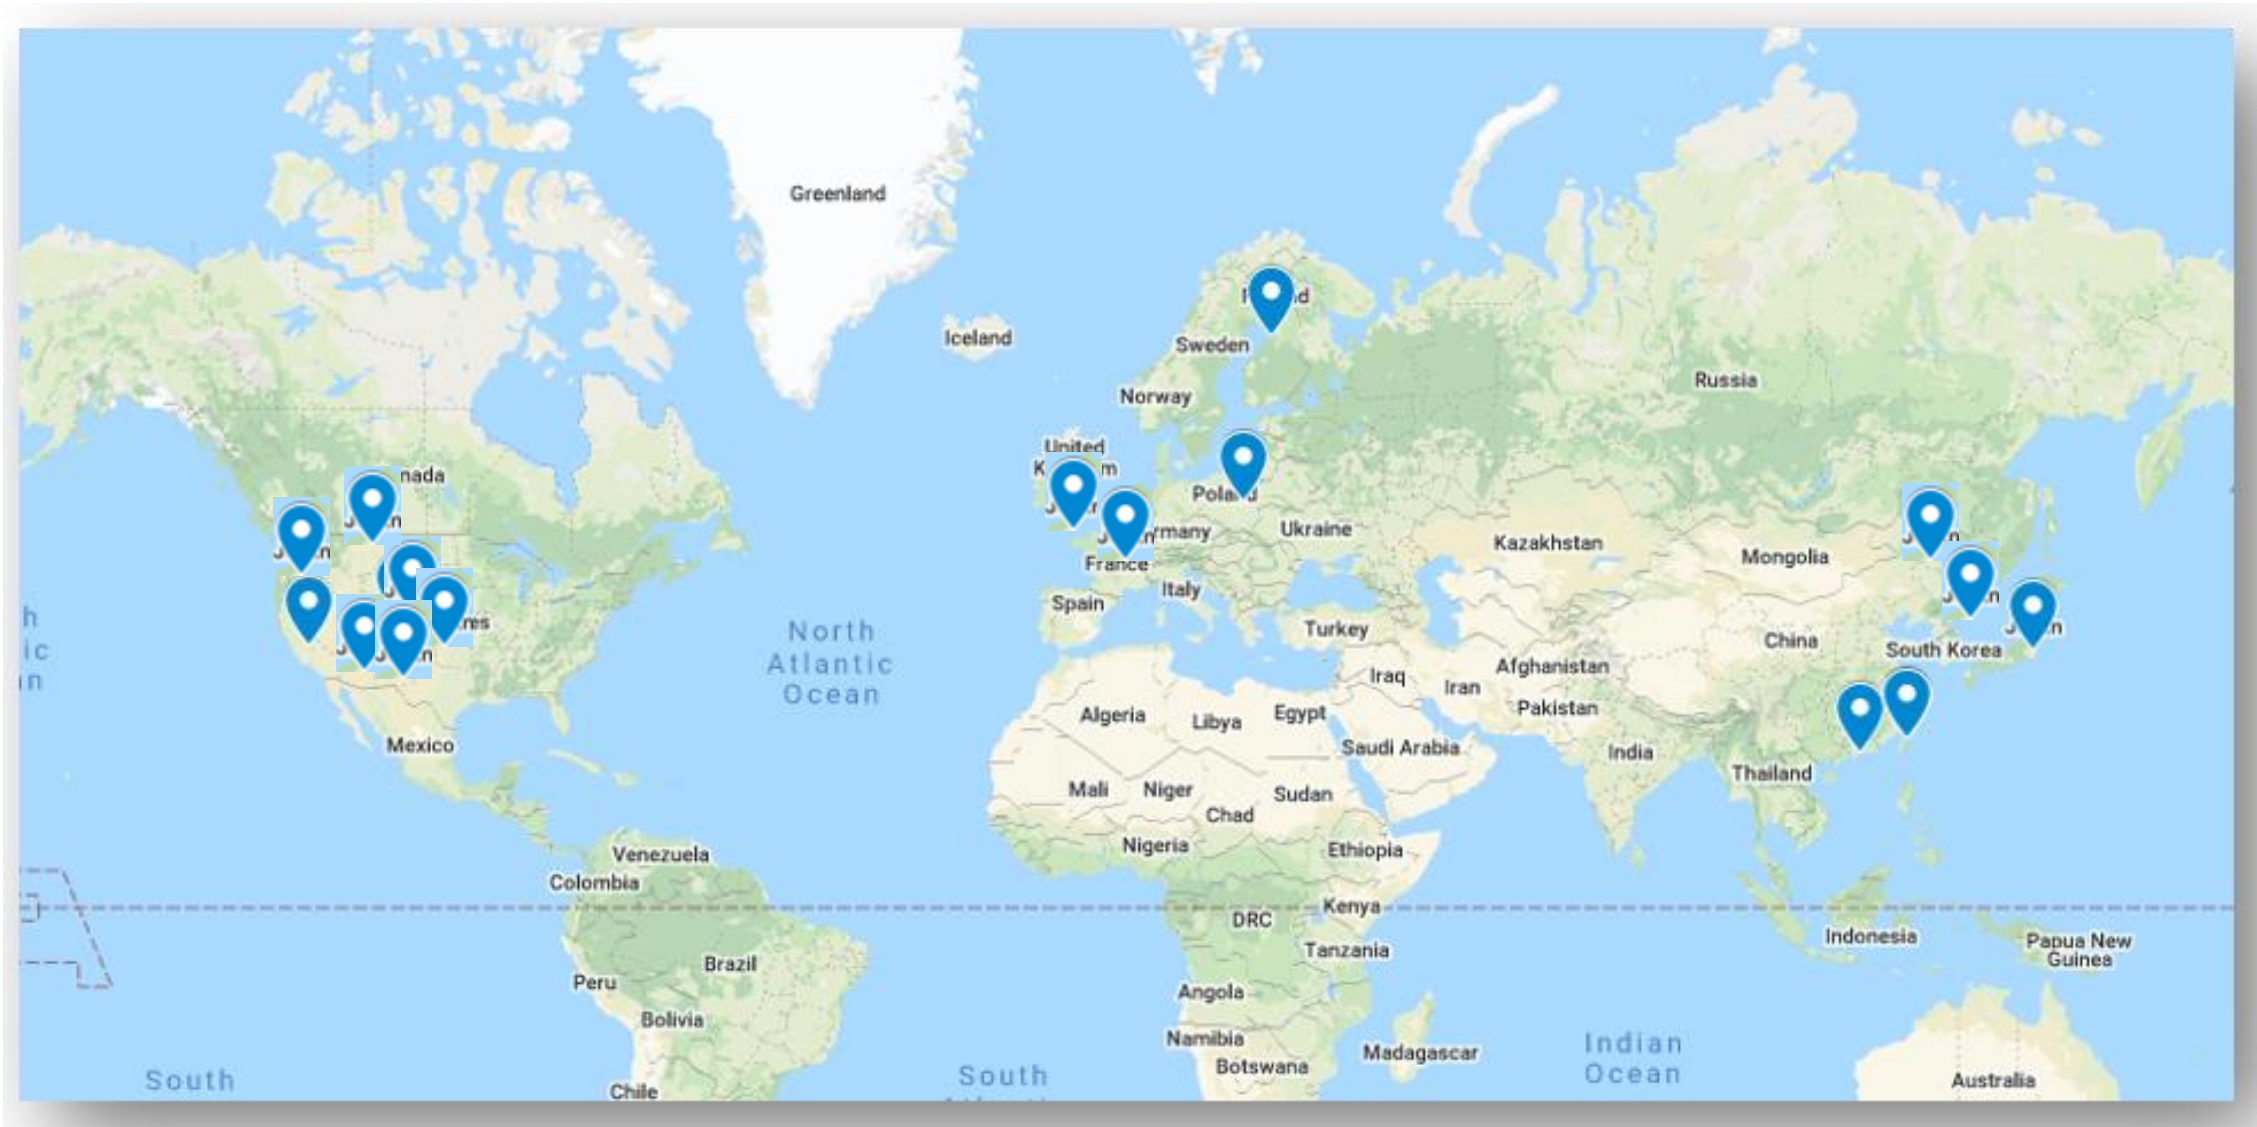 Greenland
Iceland
Sweden
Norway
Russia
United
nada
Germany
Ukraine
France
Kazakhstan
Mongolia
Spain
Italy
Turkey
China
South Korea
North
Atlantic
Ocean
Iraq
Iran
Afghanistan
Pakistan
Algeria
Libya
Egypt
Saudi Arabia
India
Mexico
Thailand
Mali
Niger
Chad
Sudan
Nigeria
Ethiopia
Venezuela
Colombia
Kenya
DRC
Tanzania
Indonesia
Papua New
Guinea
Brazil
Peru
Angola
Bolivia
Namibia
Botswana
Madagascar
Indian
Ocean
South
South
Chile
Australia